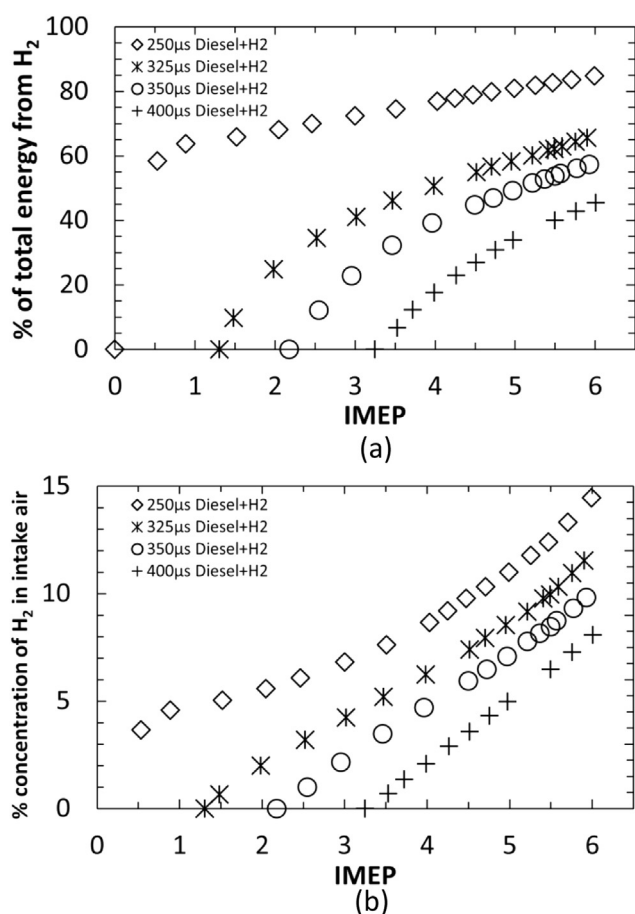 100
80
60
40
20
0
% of total energy from H₂
250µs Diesel+H2
325µs Diesel+H2
350µs Diesel+H2
400µs Diesel+H2
0 1 2 3 4 5 6
IMEP
(a)
15
10
5
0
% concentration of H₂ in intake air
250µs Diesel+H2
325µs Diesel+H2
350µs Diesel+H2
400µs Diesel+H2
0 1 2 3 4 5 6
IMEP
(b)